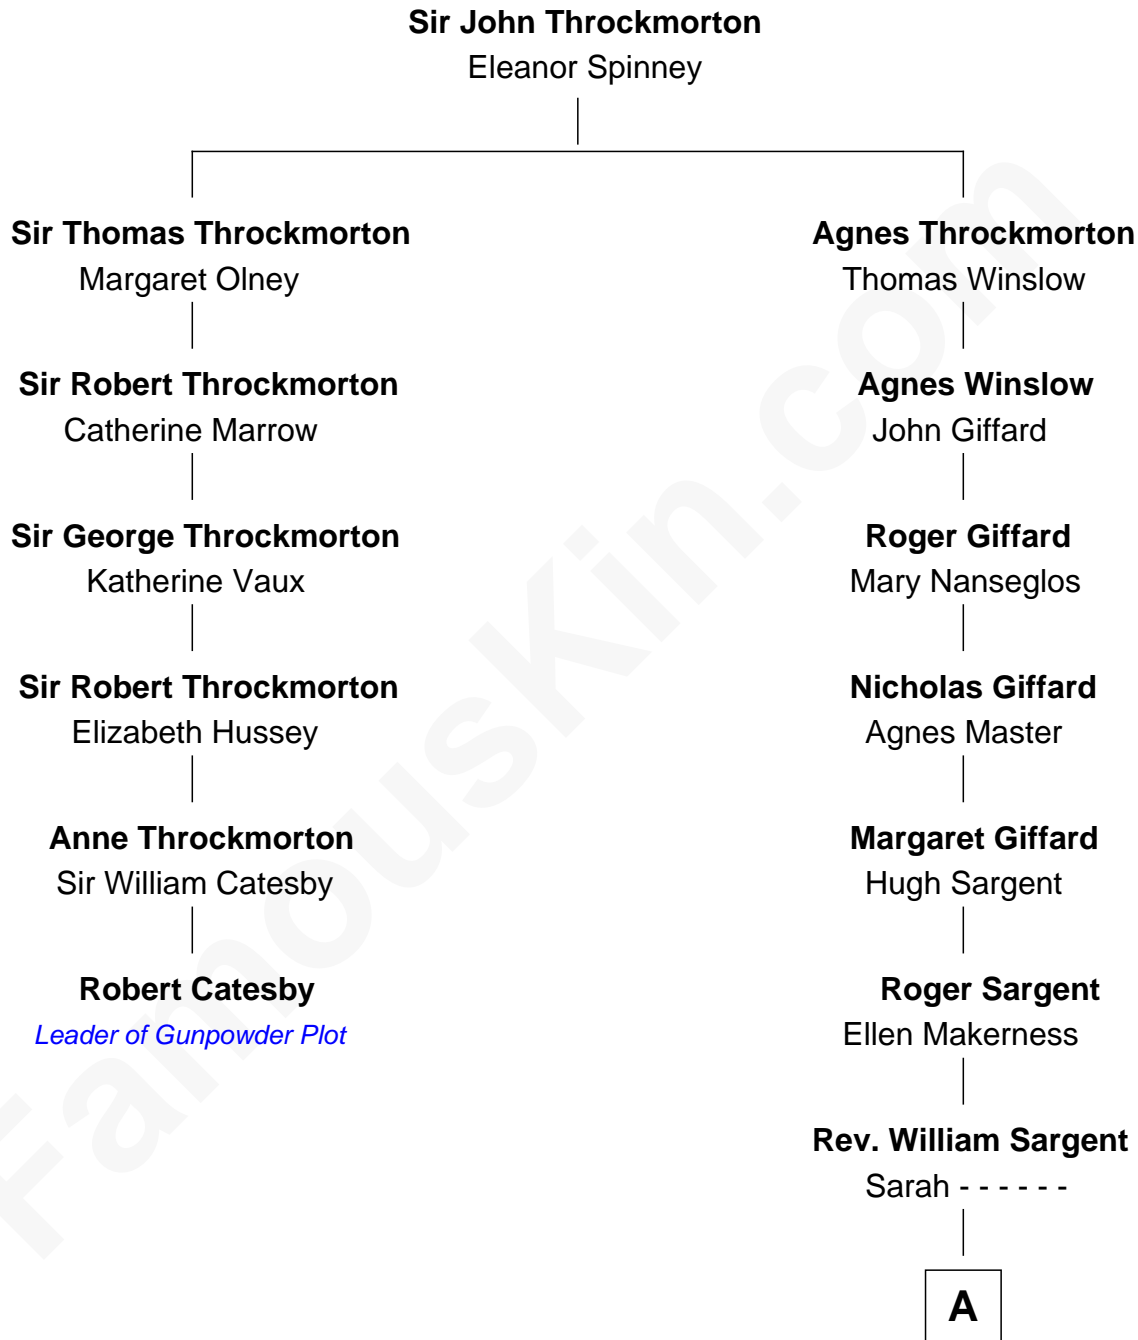 Sir John Throckmorton
Eleanor Spinney
Sir Thomas Throckmorton
Margaret Olney
Sir Robert Throckmorton
Catherine Marrow
Sir George Throckmorton
Katherine Vaux
Sir Robert Throckmorton
Elizabeth Hussey
Anne Throckmorton
Sir William Catesby
Robert Catesby
Leader of Gunpowder Plot
Agnes Throckmorton
Thomas Winslow
Agnes Winslow
John Giffard
Roger Giffard
Mary Nanseglos
Nicholas Giffard
Agnes Master
Margaret Giffard
Hugh Sargent
Roger Sargent
Ellen Makerness
Rev. William Sargent
Sarah - - - - - -
A
FamousKin.com